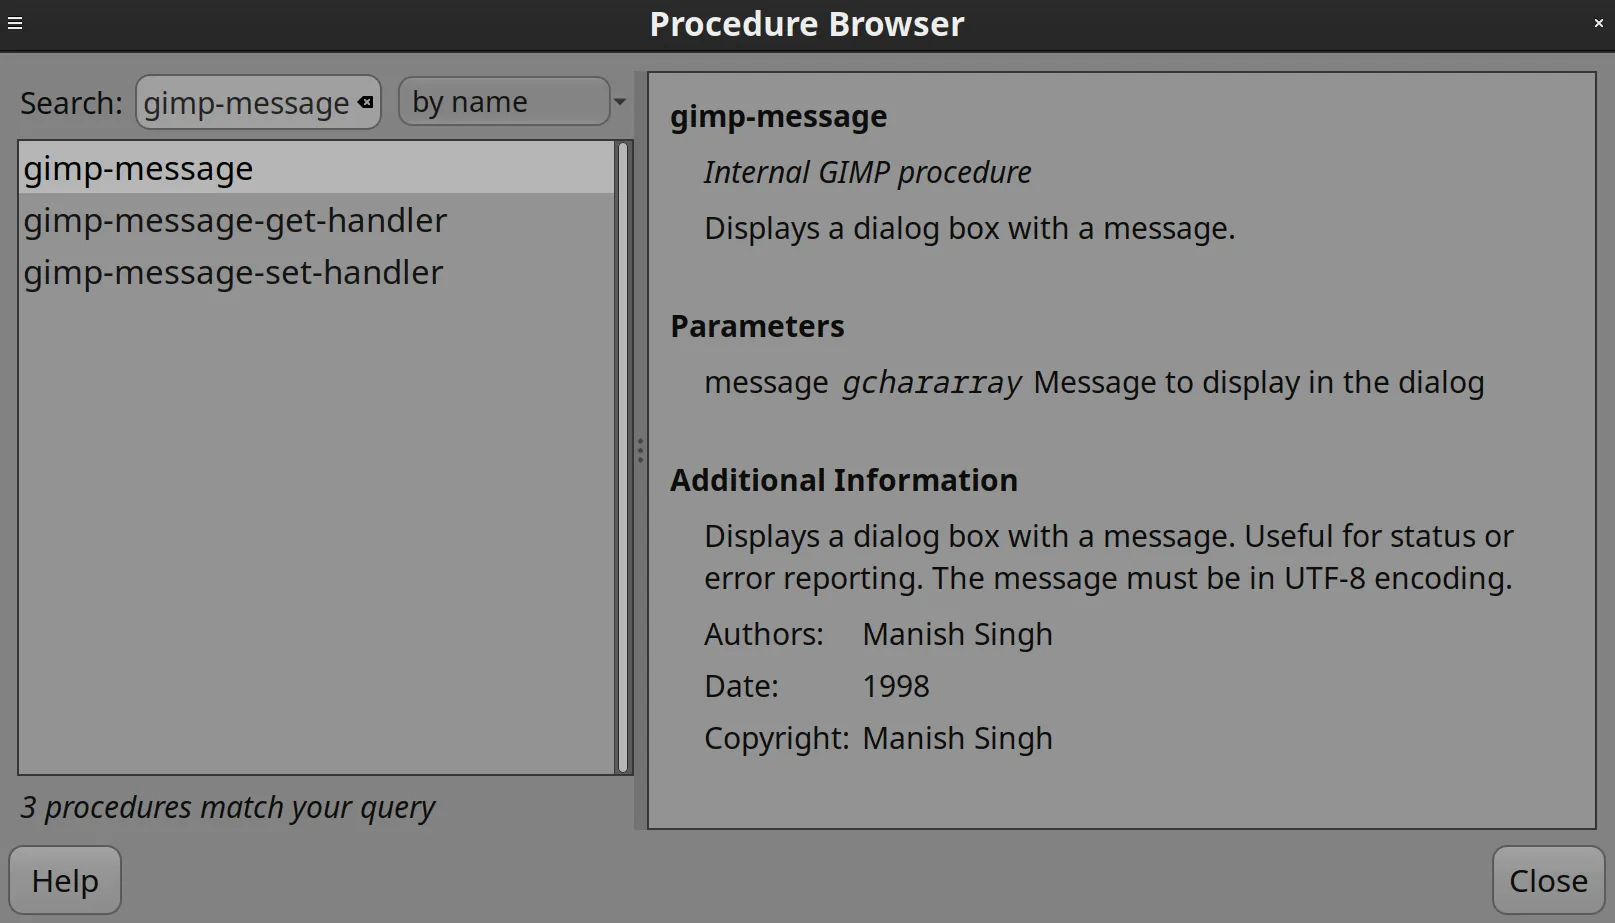 Procedure Browser
Search: gimp-message by name
gimp-message
gimp-message-get-handler
gimp-message-set-handler
3 procedures match your query
gimp-message
Internal GIMP procedure
Displays a dialog box with a message.
Parameters
message gchararray Message to display in the dialog
Additional Information
Displays a dialog box with a message. Useful for status or
error reporting. The message must be in UTF-8 encoding.
Authors: Manish Singh
Date: 1998
Copyright: Manish Singh
Help
Close